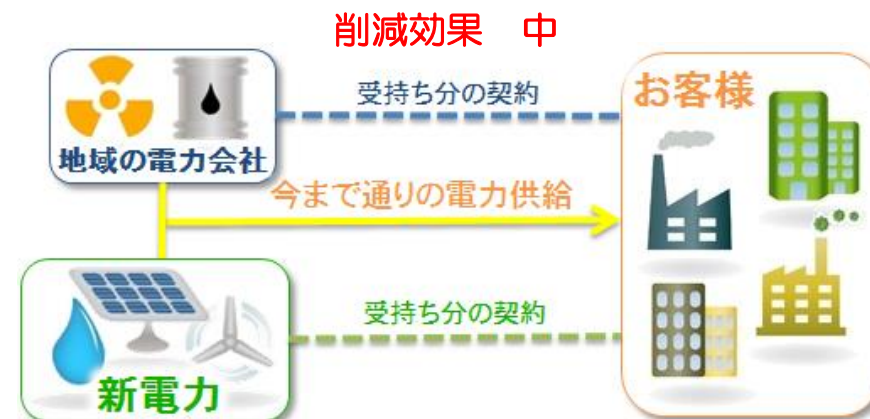 削減効果　中
受持ち分の契約
お客様
地域の電力会社
今まで通りの電力供給
受持ち分の契約
新電力